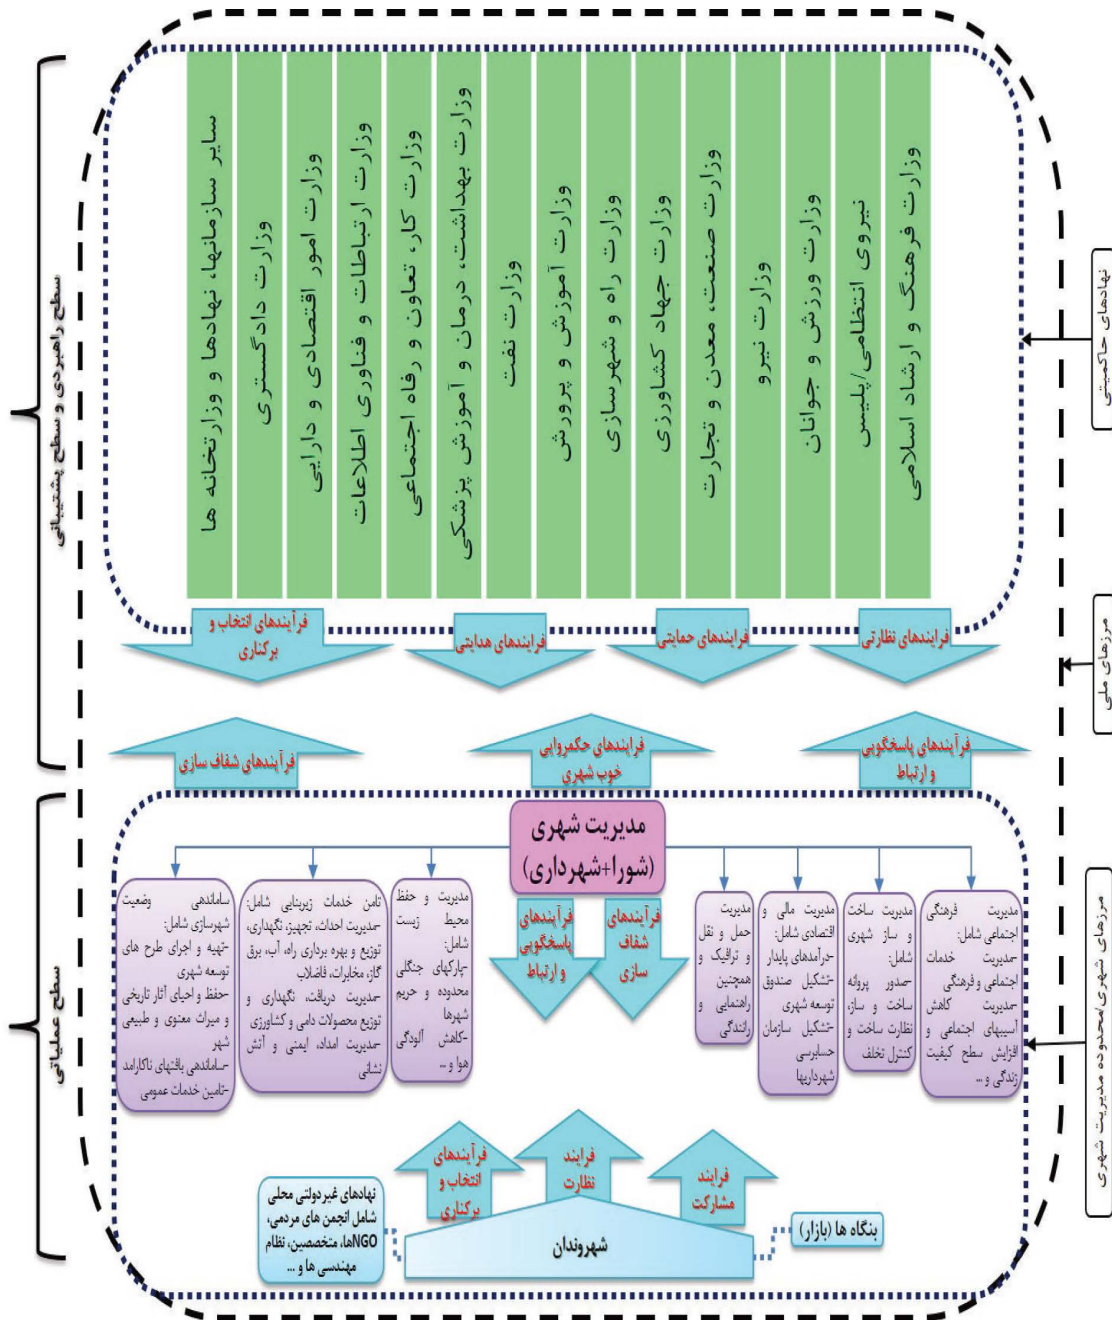 وزارت فرهنگ و ارشاد اسلامی
نیروی انتظامی/پلیس
وزارت ورزش و جوانان
وزارت نیرو
وزارت صنعت، معدن و تجارت
وزارت جهاد کشاورزی
وزارت راه و شهرسازی
وزارت آموزش و پرورش
وزارت نفت
وزارت بهداشت، درمان و آموزش پزشکی
وزارت کار، تعاون و رفاه اجتماعی
وزارت ارتباطات و فناوری اطلاعات
وزارت امور اقتصادی و دارایی
وزارت دادگستری
سایر سازمانها، نهادها و وزارتخانه ها
نهادهای حاکمیتی
مرزهای ملی
مرزهای شهری/محدوده مدیریت شهری
سطح راهبردی و سطح پشتیبانی
سطح عملیاتی
فرایندهای نظارتی
فرایندهای حمایتی
فرایندهای هدایتی
فرآیندهای انتخاب و
برکناری
فرآیندهای پاسخگویی
و ارتباط
فرایندهای حکمروایی
خوب شهری
فرآیندهای شفاف سازی
مدیریت شهری
(شورا+شهرداری)
مدیریت فرهنگی
اجتماعی شامل:
-مدیریت خدمات
اجتماعی و فرهنگی
-مدیریت کاهش
آسیبهای اجتماعی و
افزایش سطح کیفیت
زندگی و ...
مدیریت ساخت
و ساز شهری
شامل:
-صدور پروانه
ساخت و ساز،
نظارت ساخت و
کنترل تخلف
مدیریت مالی و
اقتصادی شامل:
-درآمدهای پایدار
-تشکیل صندوق
توسعه شهری
-تشکیل سازمان
حسابرسی
شهرداریها
مدیریت
حمل و نقل
و ترافیک و
همچنین
راهنمایی و
رانندگی
فرآیندهای
شفاف
سازی
فرآیندهای
پاسخگویی
و ارتباط
مدیریت و حفظ
محیط زیست
شامل:
-پارکهای جنگلی
محدوده و حریم
شهرها
-کاهش آلودگی
هوا و ...
تامن خدمات زیربنایی شامل:
-مدیریت احداث، تجهیز، نگهداری،
توزیع و بهره برداری راه، آب، برق
گاز، مخابرات، فاضلاب
-مدیریت دریافت، نگهداری و
توزیع محصولات دامی و کشاورزی
-مدیریت امداد، ایمنی و آتش
نشانی
ساماندهی وضعیت
شهرسازی شامل:
-تهیه و اجرای طرح های
توسعه شهری
-حفظ و احیای آثار تاریخی
و میراث معنوی و طبیعی
شهر
-ساماندهی بافتهای ناکارامد
-تامین خدمات عمومی
فرایند
مشارکت
فرایند
نظارت
فرآیندهای
انتخاب و
برکناری
بنگاه ها (بازار)
شهروندان
نهادهای غیردولتی محلی
شامل انجمن های مردمی،
NGOها، متخصصین، نظام
مهندسی ها و ...